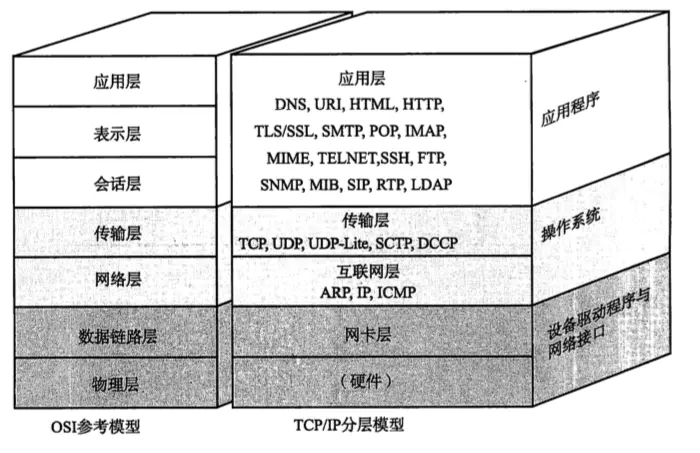 应用层
表示层
会话层
传输层
网络层
数据链路层
物理层
OSI参考模型
应用层
DNS, URI, HTML, HTTP,
TLS/SSL, SMTP, POP, IMAP,
MIME, TELNET,SSH, FTP,
SNMP, MIB, SIP, RTP, LDAP
传输层
TCP, UDP, UDP-Lite, SCTP, DCCP
互联网层
ARP, IP, ICMP
网卡层
（硬件）
TCP/IP分层模型
应用程序
操作系统
设备驱动程序与
网络接口